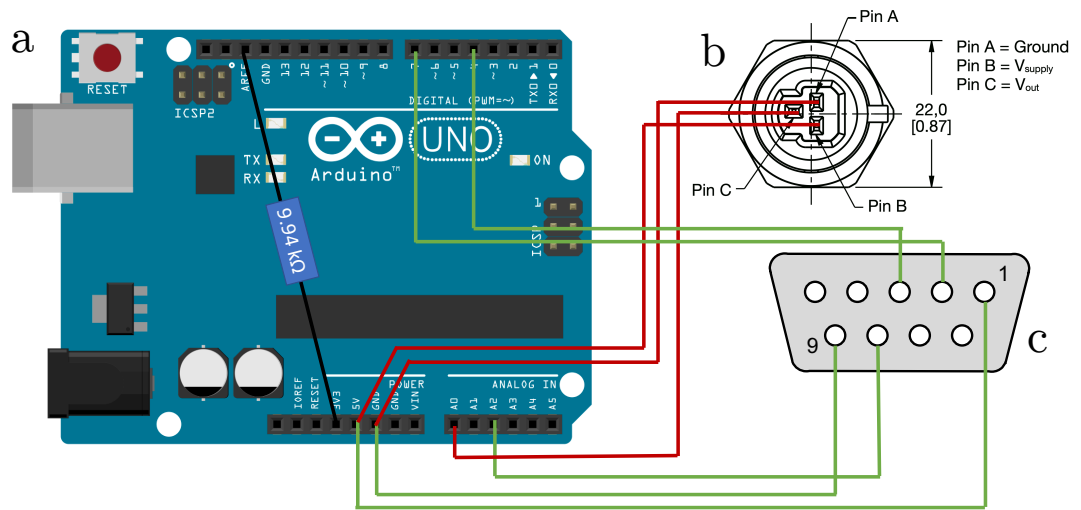 a
RESET
ICSP2
AREF
GND
13
12
~11
~10
~9
8
7
~6
~5
4
~3
2
TX0▶1
RX0◀0
DIGITAL (PWM=~)
L
TX
RX
Arduino™
UNO
ON
1
ICSP
9.94 kΩ
IOREF
RESET
3V3
5V
GND
GND
VIN
POWER
ANALOG IN
A0
A1
A2
A3
A4
A5
b
Pin A
Pin C
Pin B
22,0
[0.87]
Pin A = Ground
Pin B = Vsupply
Pin C = Vout
1
9
c